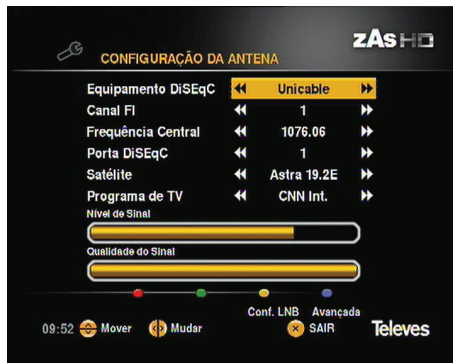 zAs HD
CONFIGURAÇÃO DA ANTENA
Equipamento DiSEqC Unicable
Canal FI 1
Frequência Central 1076.06
Porta DiSEqC 1
Satélite Astra 19.2E
Programa de TV CNN Int.
Nível de Sinal
Qualidade do Sinal
Conf. LNB Avançada
09:52 Mover Mudar SAIR Televes